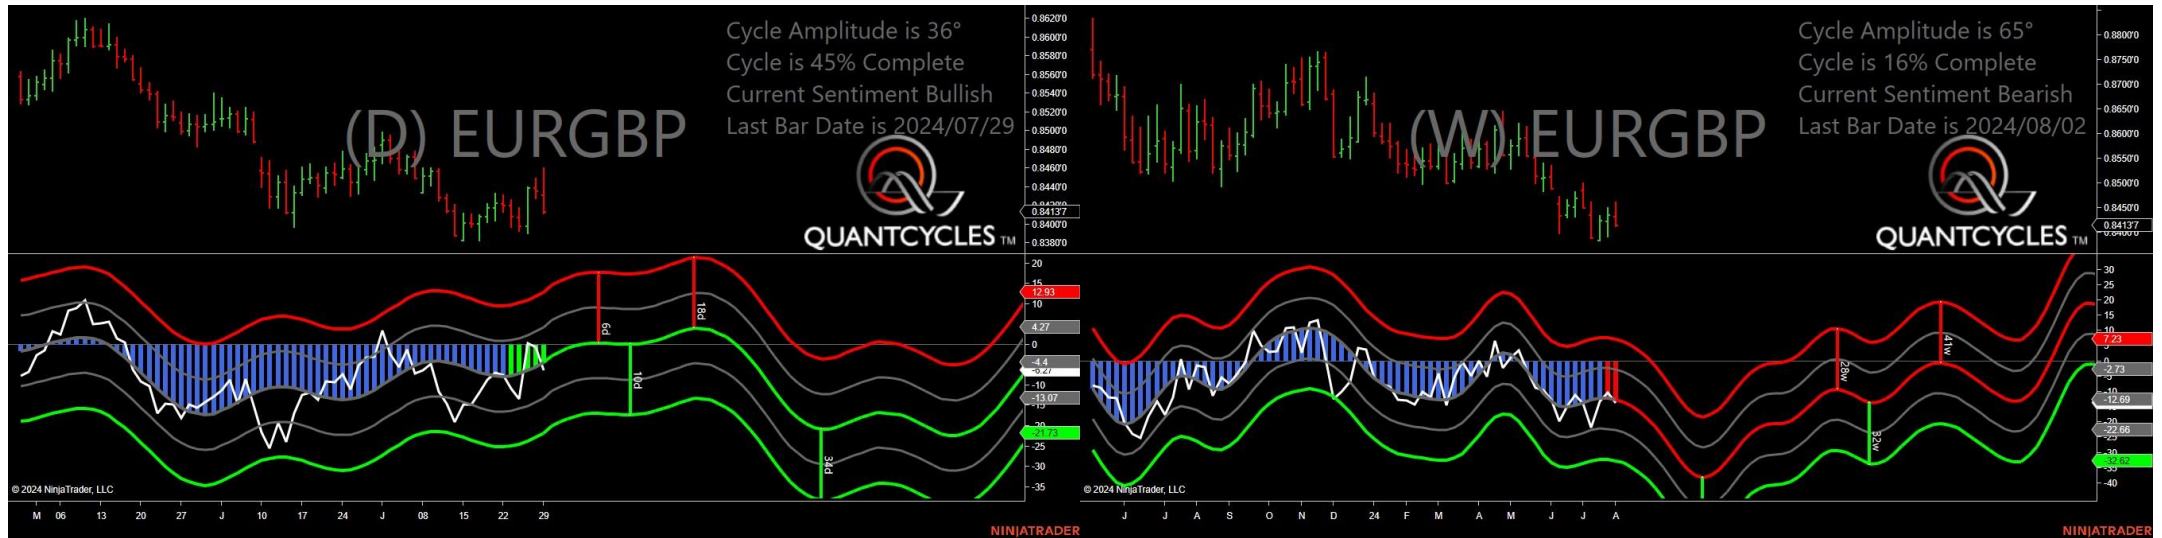 Cycle Amplitude is 36°
Cycle is 45% Complete
Current Sentiment Bullish
Last Bar Date is 2024/07/29
(D) EURGBP
QUANTCYCLES TM
0.8620'0
0.8600'0
0.8580'0
0.8560'0
0.8540'0
0.8520'0
0.8500'0
0.8480'0
0.8460'0
0.8440'0
0.8413'7
0.8400'0
0.8380'0
20
15
12.93
10
4.27
0
-4.4
-6.27
-10
-13.07
-15
-21.73
-25
-30
-35
6d
18d
10d
34d
© 2024 NinjaTrader, LLC
M 06 13 20 27 J 10 17 24 J 08 15 22 29
NINJATRADER
Cycle Amplitude is 65°
Cycle is 16% Complete
Current Sentiment Bearish
Last Bar Date is 2024/08/02
(W) EURGBP
QUANTCYCLES TM
0.8800'0
0.8750'0
0.8700'0
0.8650'0
0.8600'0
0.8550'0
0.8500'0
0.8450'0
0.8413'7
30
25
20
15
10
7.23
0
-2.73
-12.69
-22.66
-32.62
-40
28w
41w
32w
© 2024 NinjaTrader, LLC
J J A S O N D 24 F M A M J J A
NINJATRADER